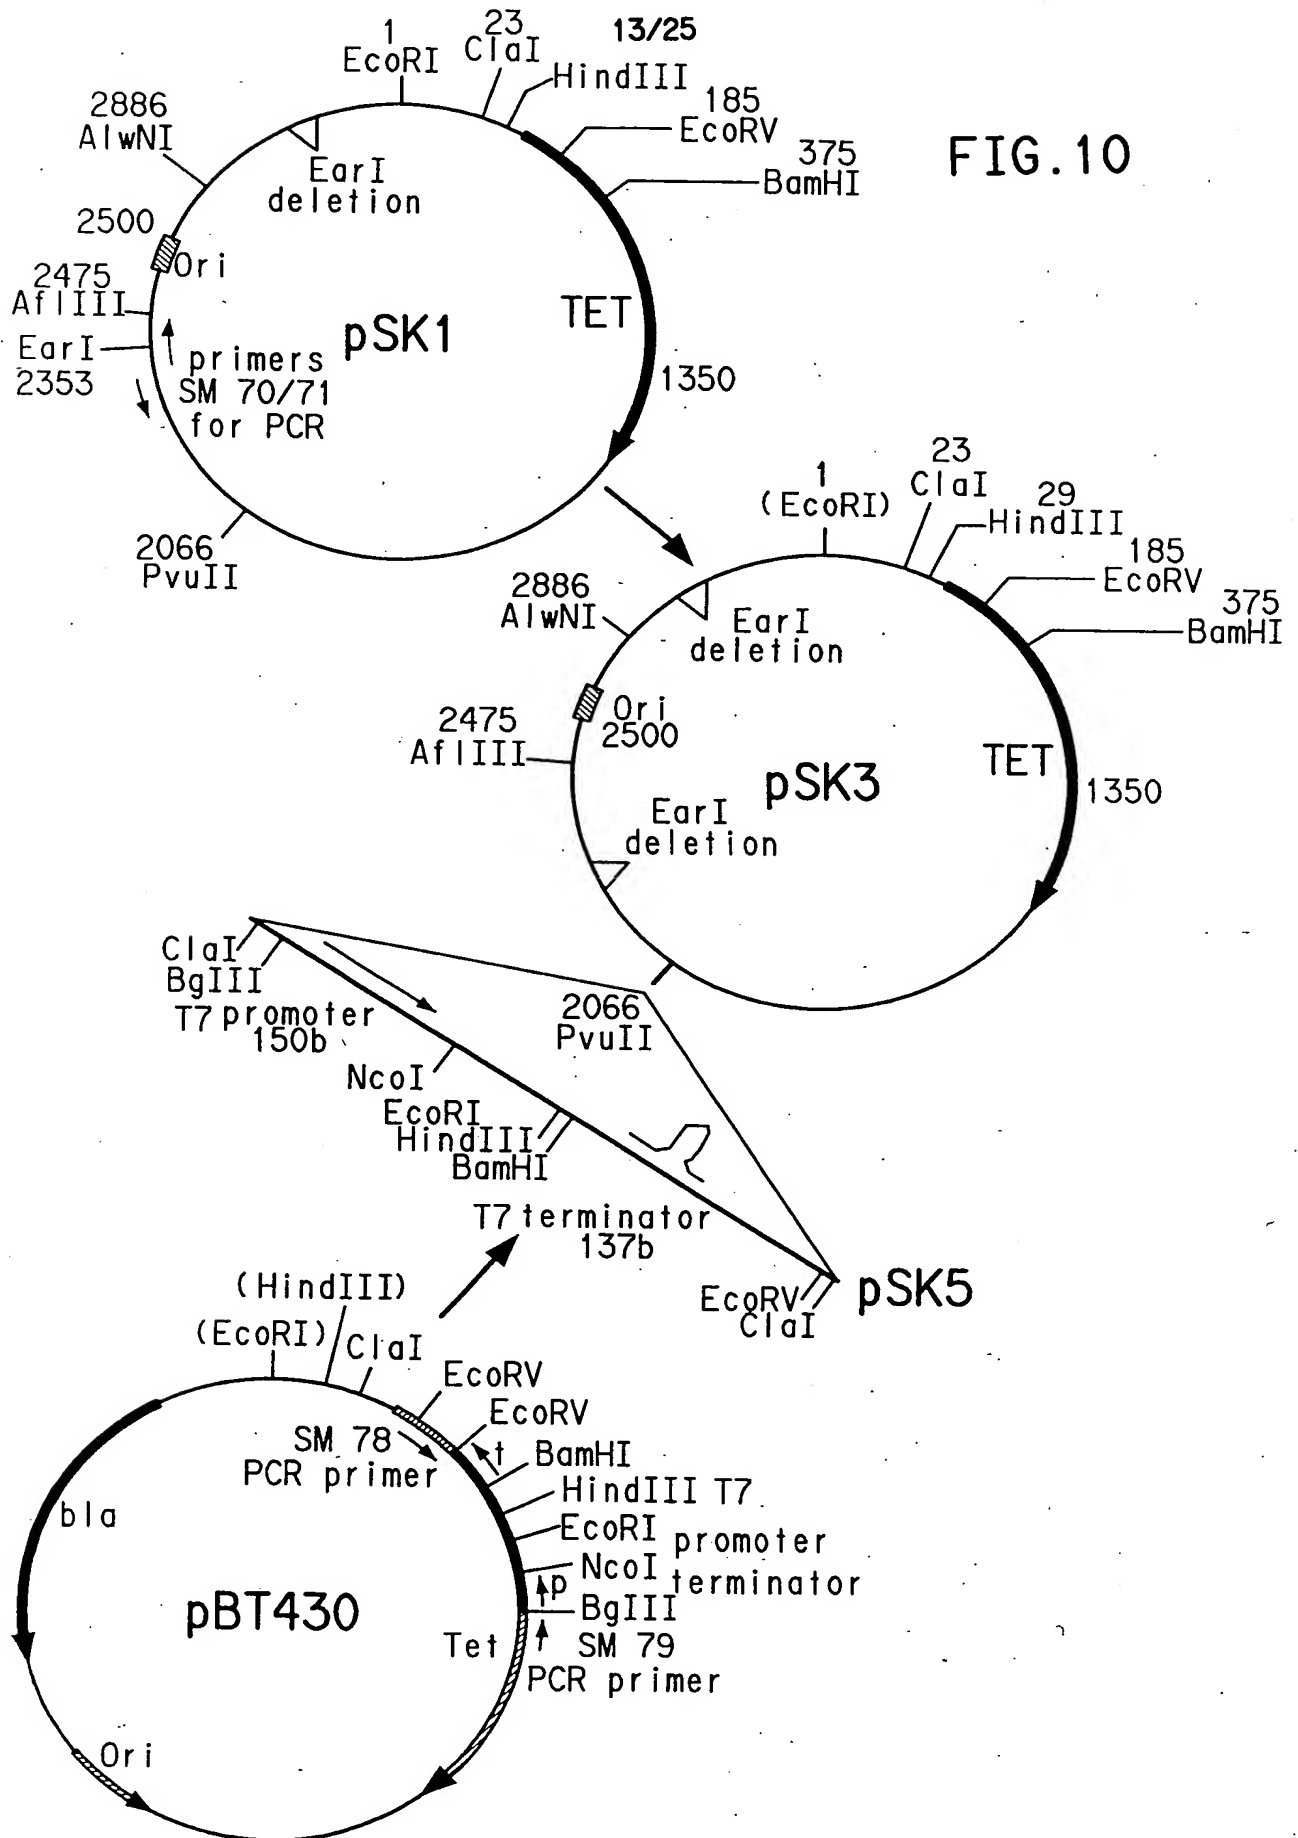 13/25
FIG.10
1
EcoRI
23
ClaI
HindIII
185
EcoRV
375
BamHI
2886
AlwNI
EarI
deletion
2500
Ori
2475
AflIII
EarI
2353
primers
SM 70/71
for PCR
pSK1
TET
1350
2066
PvuII
1
(EcoRI)
23
ClaI
29
HindIII
185
EcoRV
375
BamHI
2886
AlwNI
EarI
deletion
Ori
2500
2475
AflIII
pSK3
TET
1350
EarI
deletion
2066
PvuII
ClaI
BglII
T7 promoter
150b
NcoI
EcoRI
HindIII
BamHI
T7 terminator
137b
EcoRV
ClaI
pSK5
(HindIII)
(EcoRI)
ClaI
EcoRV
EcoRV
SM 78
PCR primer
t
BamHI
HindIII T7
EcoRI promoter
NcoI terminator
p
BglII
SM 79
PCR primer
bla
pBT430
Tet
Ori